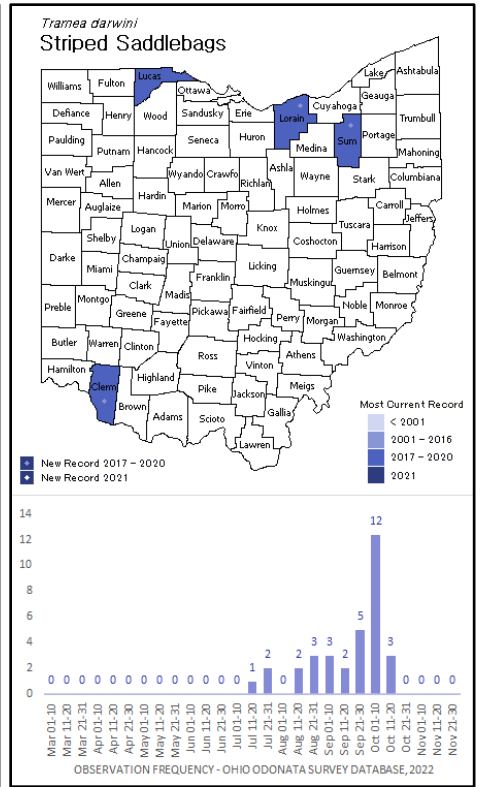 Tramea darwini
Striped Saddlebags
Williams Fulton Lucas Ottawa Lake Ashtabula
Geauga
Defiance Henry Wood Sandusky Erie Lorain Cuyahoga Trumbull
Paulding Putnam Hancock Seneca Huron Medina Sum Portage Mahoning
Van Wert Allen Wyando Crawfo Richlan Ashla Wayne Stark Columbiana
Mercer Auglaize Hardin Marion Morro Holmes Tuscara Carroll Jeffers
Shelby Logan Union Delaware Knox Coshocton Harrison
Darke Miami Champaig Franklin Licking Muskingu Guernsey Belmont
Clark Madis
Preble Montgo Greene Fayette Pickawa Fairfield Perry Morgan Noble Monroe
Butler Warren Clinton Ross Hocking Athens Washington
Hamilton Clerm Highland Vinton
Brown Adams Pike Jackson Meigs
Scioto Gallia
Lawren
Most Current Record
< 2001
2001 – 2016
2017 – 2020
2021
New Record 2017 – 2020
New Record 2021
14
12
10
8
6
4
2
0
0 0 0 0 0 0 0 0 0 0 0 0 0 1 2 0 2 3 3 2 5 12 3 0 0 0 0
Mar 01-10
Mar 11-20
Mar 21-31
Apr 01-10
Apr 11-20
Apr 21-30
May 01-10
May 11-20
May 21-31
Jun 01-10
Jun 11-20
Jun 21-30
Jul 01-10
Jul 11-20
Jul 21-31
Aug 01-10
Aug 11-20
Aug 21-31
Sep 01-10
Sep 11-20
Sep 21-30
Oct 01-10
Oct 11-20
Oct 21-31
Nov 01-10
Nov 11-20
Nov 21-30
OBSERVATION FREQUENCY - OHIO ODONATA SURVEY DATABASE, 2022